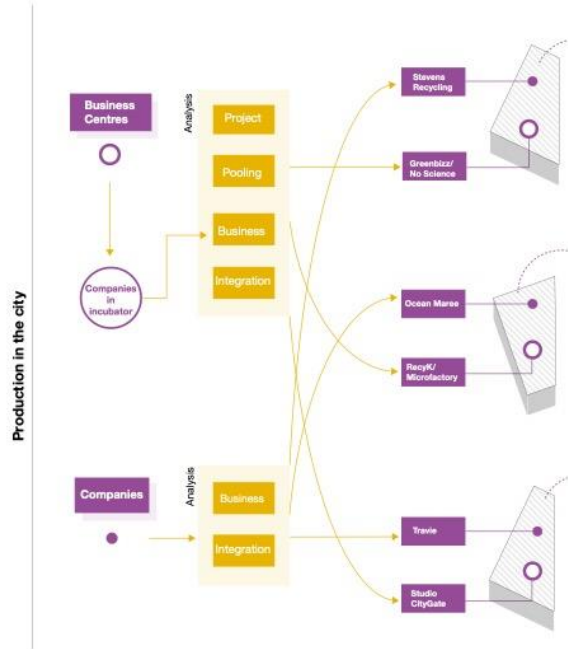 Production in the city
Business
Centres
Companies
in
incubator
Analysis
Project
Pooling
Business
Integration
Companies
Analysis
Business
Integration
Stevens
Recycling
Greenbizz/
No Science
Ocean Maree
RecyK/
Microfactory
Travie
Studio
CityGate